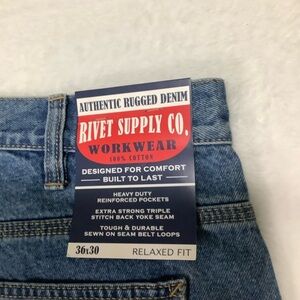 AUTHENTIC RUGGED DENIM
RIVET SUPPLY CO.
WORKWEAR
100% COTTON
DESIGNED FOR COMFORT
BUILT TO LAST
HEAVY DUTY
REINFORCED POCKETS
EXTRA STRONG TRIPLE
STITCH BACK YOKE SEAM
TOUGH & DURABLE
SEWN ON SEAM BELT LOOPS
36x30 RELAXED FIT